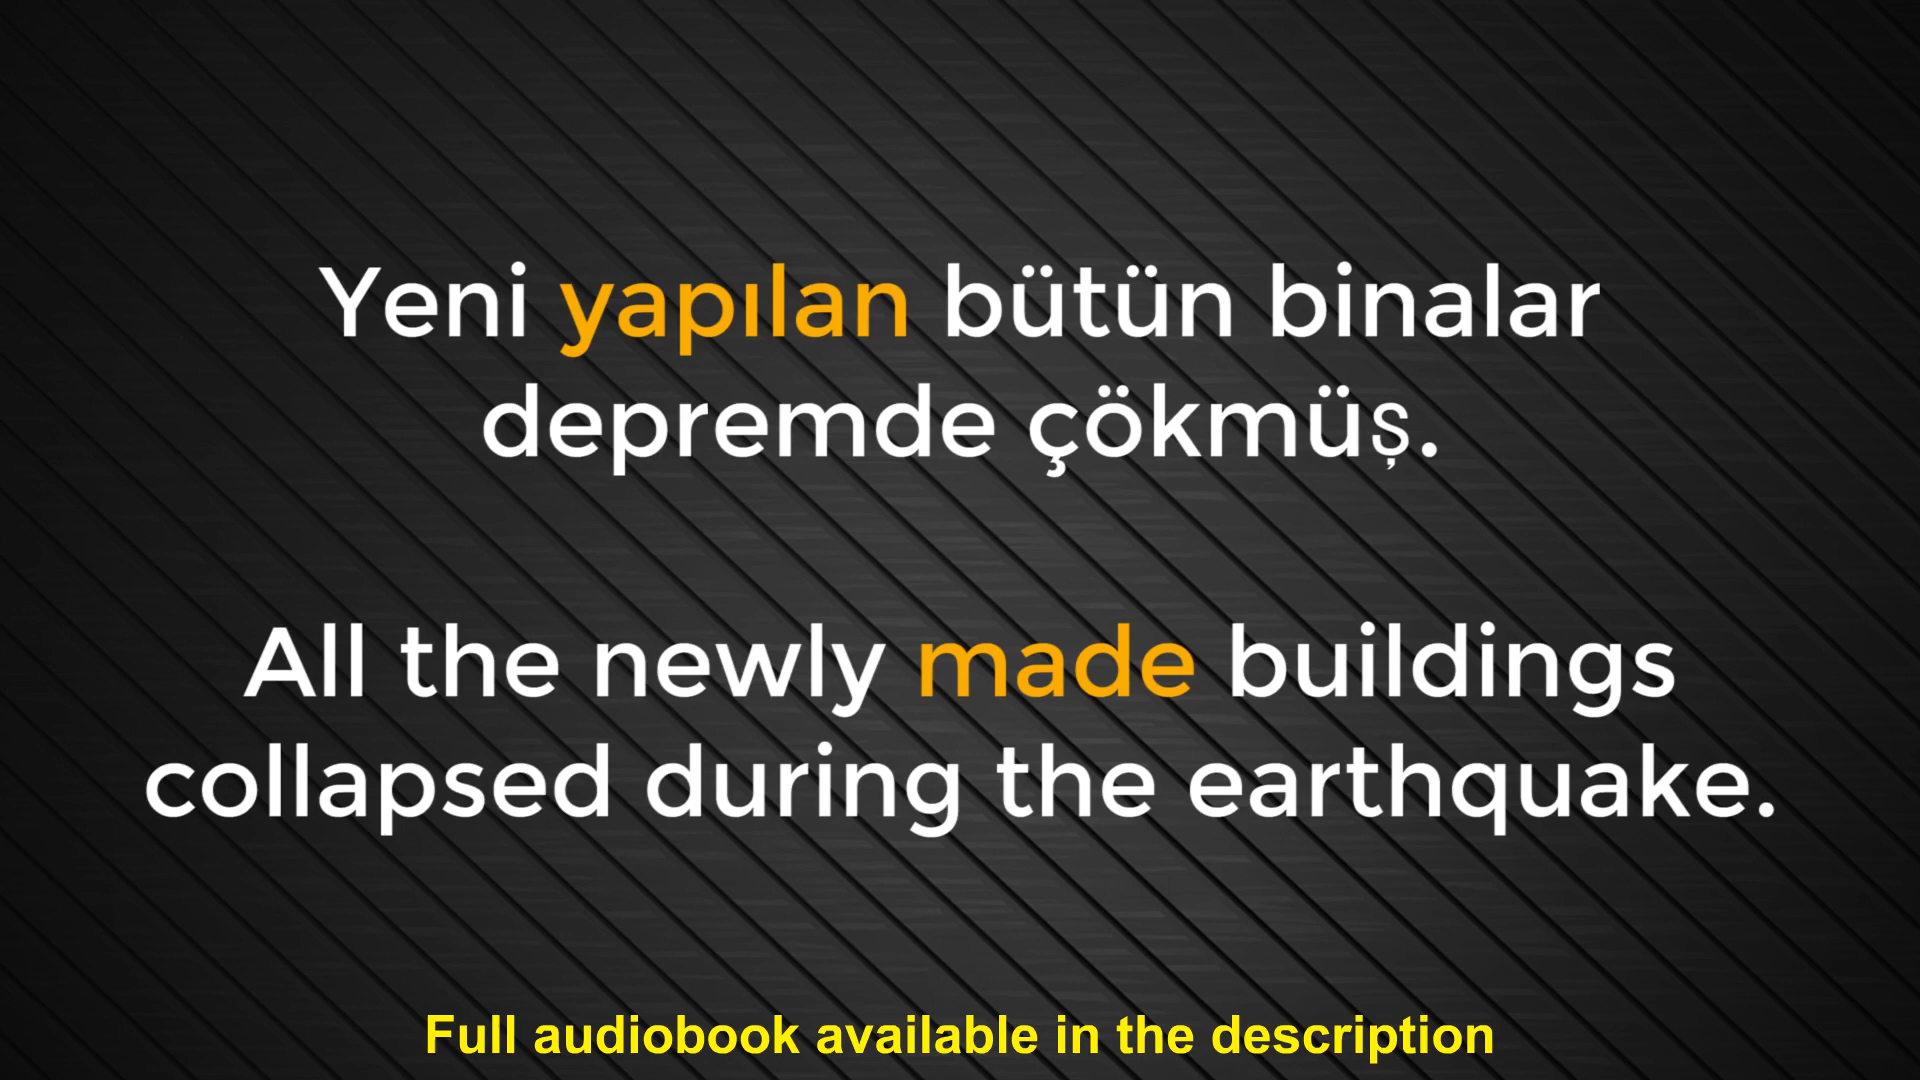 Yeni yapılan bütün binalar
depremde çökmüş.
All the newly made buildings
collapsed during the earthquake.
Full audiobook available in the description